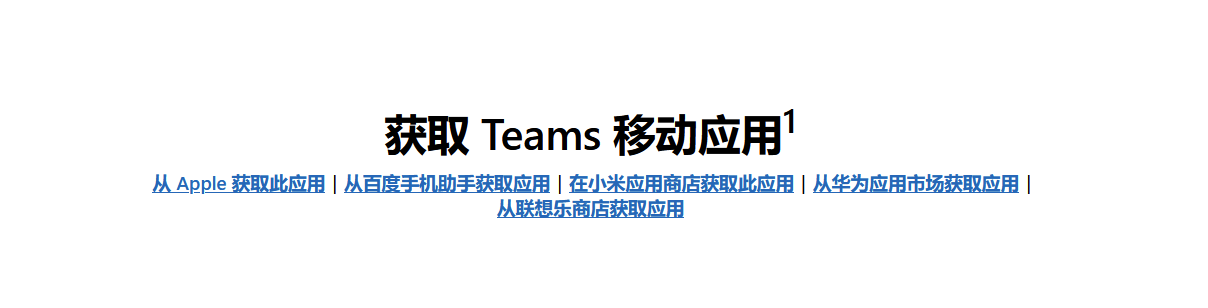 获取 Teams 移动应用1
从 Apple 获取此应用 | 从百度手机助手获取应用 | 在小米应用商店获取此应用 | 从华为应用市场获取应用 |
从联想乐商店获取应用